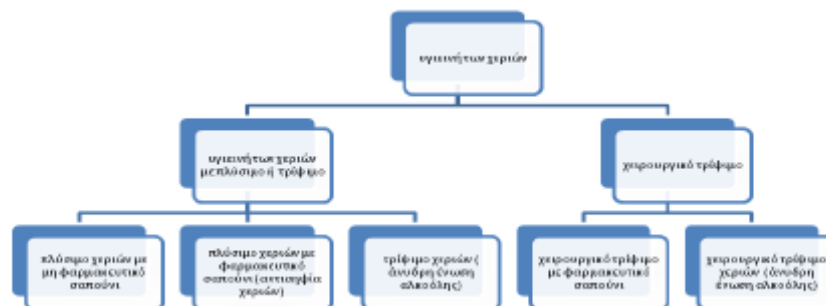 υγιεινή των χεριών
υγιεινή των χεριών
με πλύσιμο ή τρίψιμο
χειρουργικό τρίψιμο
πλύσιμο χεριών με
μη φαρμακευτικό
σαπούνι
πλύσιμο χεριών με
φαρμακευτικό
σαπούνι (αντισηψία
χεριών)
τρίψιμο χεριών (
άνυδρη ένωση
αλκοόλης)
χειρουργικό τρίψιμο
με φαρμακευτικό
σαπούνι
χειρουργικό τρίψιμο
χεριών (άνυδρη
ένωση αλκοόλης)